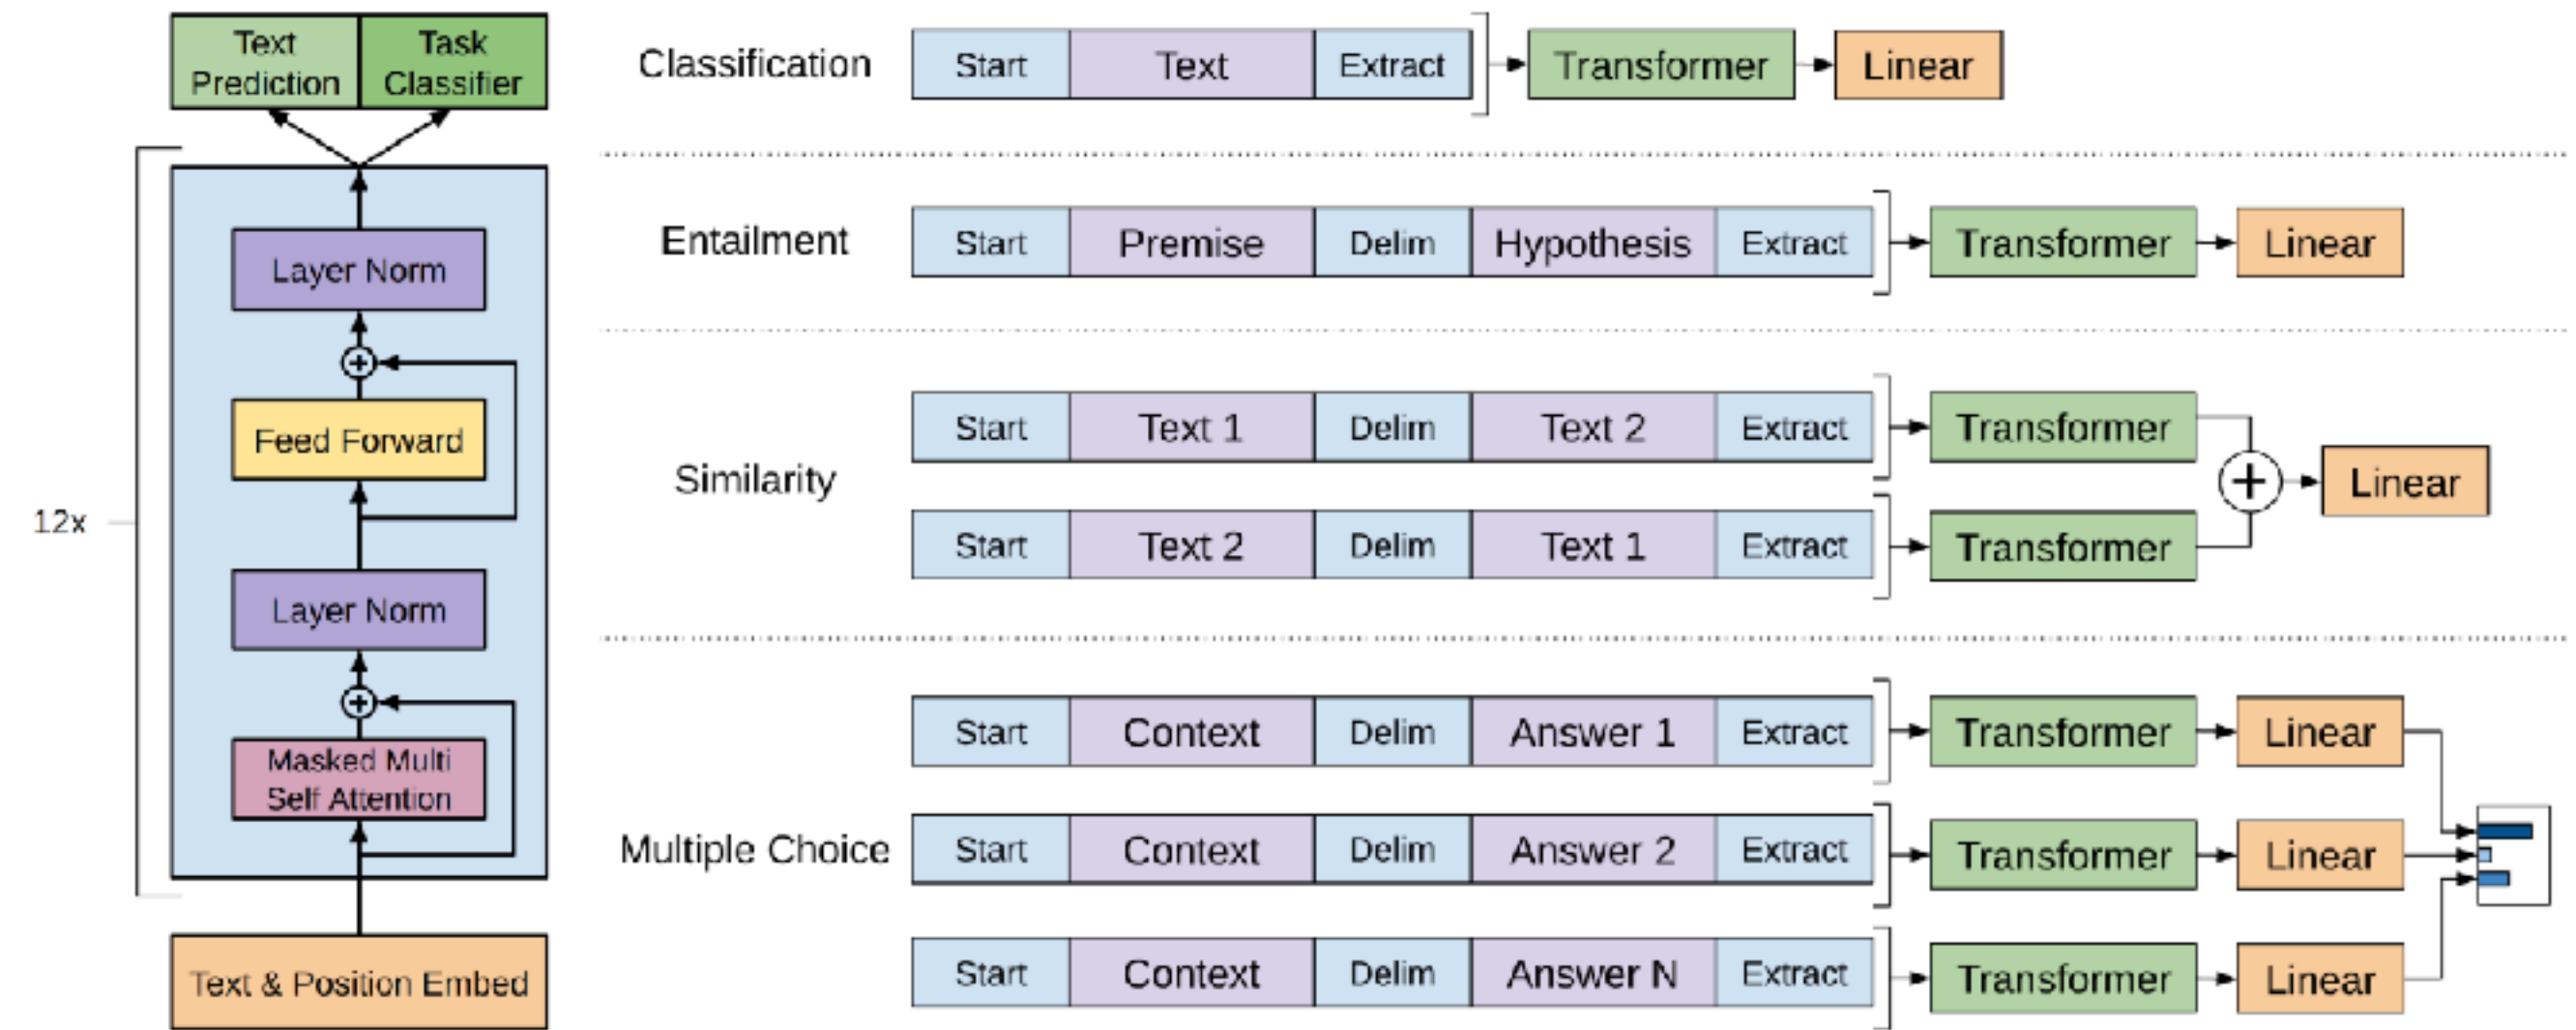 Text
Prediction
Task
Classifier
12x
Layer Norm
Feed Forward
Layer Norm
Masked Multi
Self Attention
Text & Position Embed
Classification
Start Text Extract Transformer Linear
Entailment
Start Premise Delim Hypothesis Extract Transformer Linear
Similarity
Start Text 1 Delim Text 2 Extract Transformer
Start Text 2 Delim Text 1 Extract Transformer
Linear
Multiple Choice
Start Context Delim Answer 1 Extract Transformer Linear
Start Context Delim Answer 2 Extract Transformer Linear
Start Context Delim Answer N Extract Transformer Linear